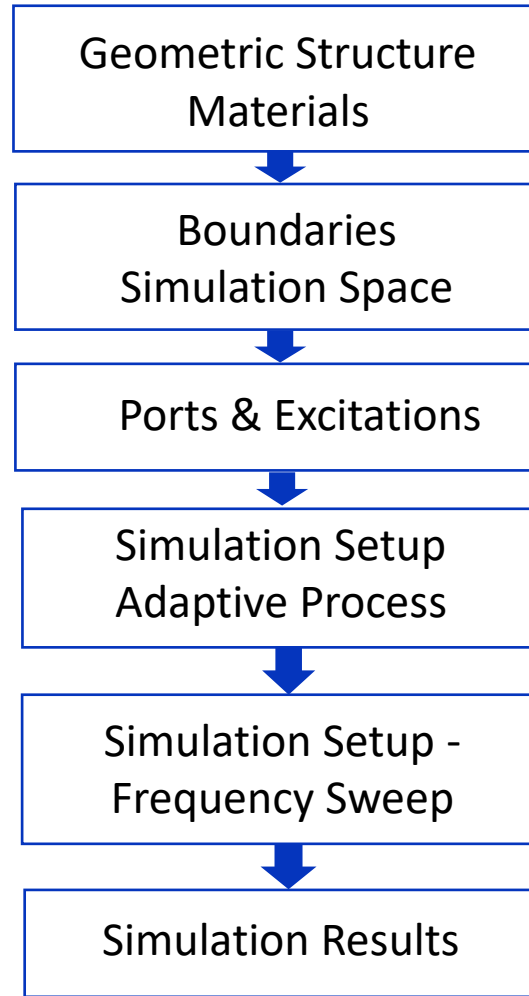 Geometric Structure
Materials
Boundaries
Simulation Space
Ports & Excitations
Simulation Setup
Adaptive Process
Simulation Setup -
Frequency Sweep
Simulation Results